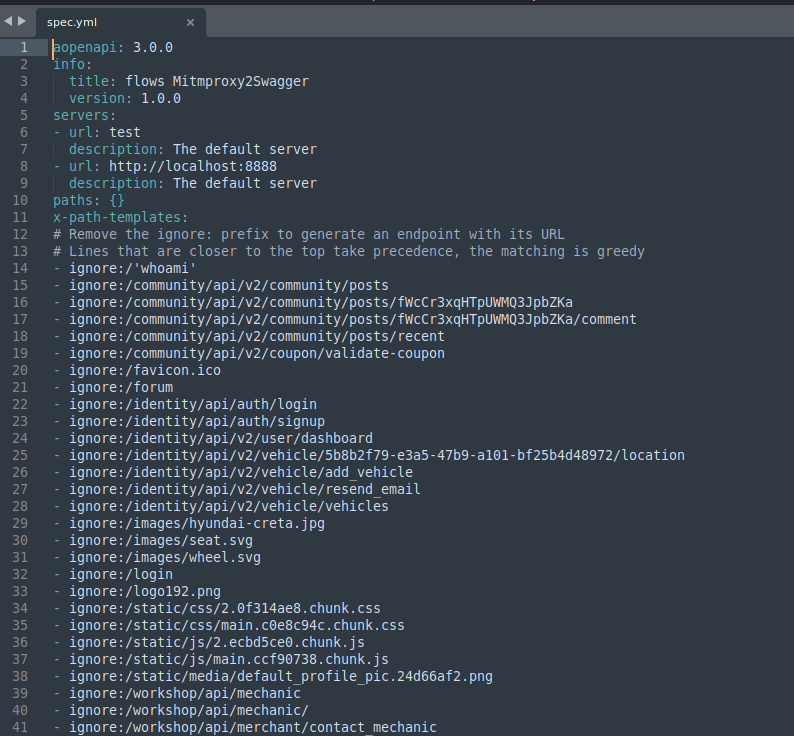 spec.yml ×
1 aopenapi: 3.0.0
2 info:
3 title: flows Mitmproxy2Swagger
4 version: 1.0.0
5 servers:
6 - url: test
7 description: The default server
8 - url: http://localhost:8888
9 description: The default server
10 paths: {}
11 x-path-templates:
12 # Remove the ignore: prefix to generate an endpoint with its URL
13 # Lines that are closer to the top take precedence, the matching is greedy
14 - ignore:/'whoami'
15 - ignore:/community/api/v2/community/posts
16 - ignore:/community/api/v2/community/posts/fWcCr3xqHTpUWMQ3JpbZKa
17 - ignore:/community/api/v2/community/posts/fWcCr3xqHTpUWMQ3JpbZKa/comment
18 - ignore:/community/api/v2/community/posts/recent
19 - ignore:/community/api/v2/coupon/validate-coupon
20 - ignore:/favicon.ico
21 - ignore:/forum
22 - ignore:/identity/api/auth/login
23 - ignore:/identity/api/auth/signup
24 - ignore:/identity/api/v2/user/dashboard
25 - ignore:/identity/api/v2/vehicle/5b8b2f79-e3a5-47b9-a101-bf25b4d48972/location
26 - ignore:/identity/api/v2/vehicle/add_vehicle
27 - ignore:/identity/api/v2/vehicle/resend_email
28 - ignore:/identity/api/v2/vehicle/vehicles
29 - ignore:/images/hyundai-creta.jpg
30 - ignore:/images/seat.svg
31 - ignore:/images/wheel.svg
32 - ignore:/login
33 - ignore:/logo192.png
34 - ignore:/static/css/2.0f314ae8.chunk.css
35 - ignore:/static/css/main.c0e8c94c.chunk.css
36 - ignore:/static/js/2.ecbd5ce0.chunk.js
37 - ignore:/static/js/main.ccf90738.chunk.js
38 - ignore:/static/media/default_profile_pic.24d66af2.png
39 - ignore:/workshop/api/mechanic
40 - ignore:/workshop/api/mechanic/
41 - ignore:/workshop/api/merchant/contact_mechanic